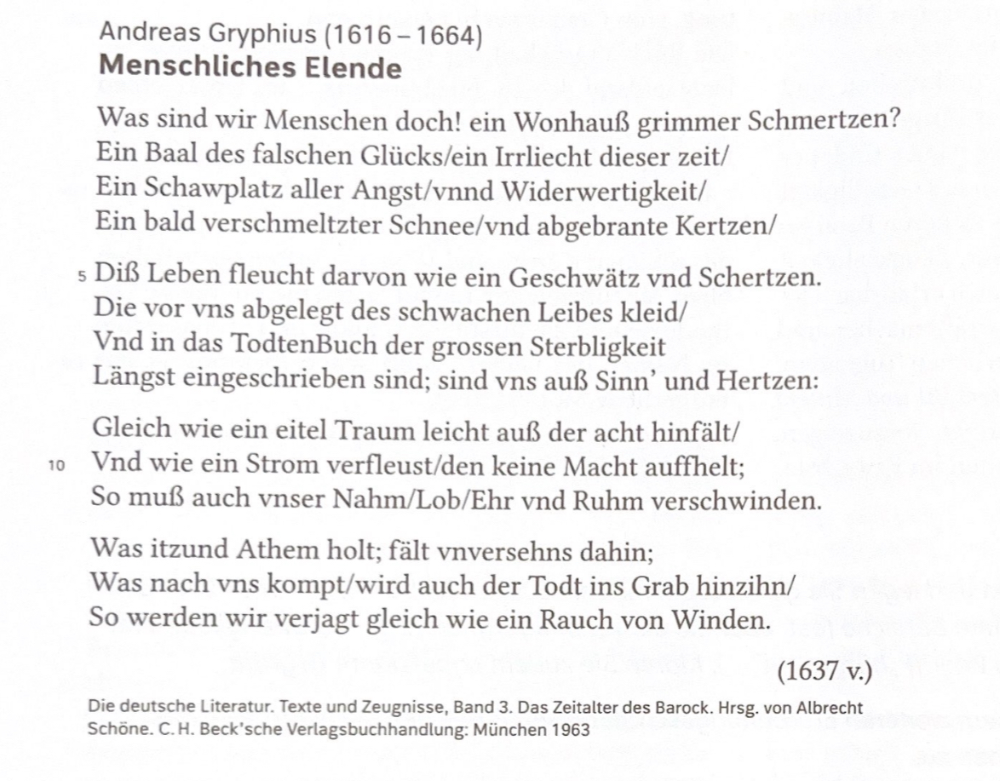 Andreas Gryphius (1616 – 1664)
Menschliches Elende
Was sind wir Menschen doch! ein Wonhauß grimmer Schmertzen?
Ein Baal des falschen Glücks/ein Irrliecht dieser zeit/
Ein Schawplatz aller Angst/vnnd Widerwertigkeit/
Ein bald verschmeltzter Schnee/vnd abgebrante Kertzen/
5 Diß Leben fleucht darvon wie ein Geschwätz vnd Schertzen.
Die vor vns abgelegt des schwachen Leibes kleid/
Vnd in das TodtenBuch der grossen Sterbligkeit
Längst eingeschrieben sind; sind vns auß Sinn’ und Hertzen:
Gleich wie ein eitel Traum leicht auß der acht hinfält/
10 Vnd wie ein Strom verfleust/den keine Macht auffhelt;
So muß auch vnser Nahm/Lob/Ehr vnd Ruhm verschwinden.
Was itzund Athem holt; fält vnversehns dahin;
Was nach vns kompt/wird auch der Todt ins Grab hinzihn/
So werden wir verjagt gleich wie ein Rauch von Winden.
(1637 v.)
Die deutsche Literatur. Texte und Zeugnisse, Band 3. Das Zeitalter des Barock. Hrsg. von Albrecht
Schöne. C. H. Beck'sche Verlagsbuchhandlung: München 1963